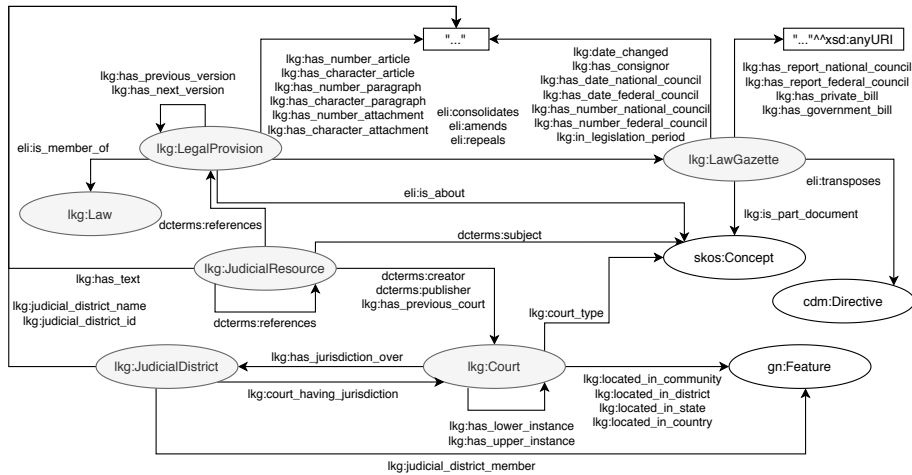 "..."
"..."^^xsd:anyURI
lkg:has_previous_version
lkg:has_next_version
lkg:has_number_article
lkg:has_character_article
lkg:has_number_paragraph
lkg:has_character_paragraph
lkg:has_number_attachment
lkg:has_character_attachment
lkg:date_changed
lkg:has_consignor
lkg:has_date_national_council
lkg:has_date_federal_council
lkg:has_number_national_council
lkg:has_number_federal_council
lkg:in_legislation_period
lkg:has_report_national_council
lkg:has_report_federal_council
lkg:has_private_bill
lkg:has_government_bill
eli:consolidates
eli:amends
eli:repeals
eli:is_member_of
lkg:LegalProvision
lkg:LawGazette
eli:transposes
eli:is_about
lkg:Law
lkg:is_part_document
dcterms:references
dcterms:subject
lkg:JudicialResource
skos:Concept
lkg:has_text
dcterms:creator
dcterms:publisher
lkg:has_previous_court
cdm:Directive
lkg:judicial_district_name
lkg:judicial_district_id
dcterms:references
lkg:court_type
lkg:JudicialDistrict
lkg:has_jurisdiction_over
lkg:Court
gn:Feature
lkg:court_having_jurisdiction
lkg:located_in_community
lkg:located_in_district
lkg:located_in_state
lkg:located_in_country
lkg:has_lower_instance
lkg:has_upper_instance
lkg:judicial_district_member